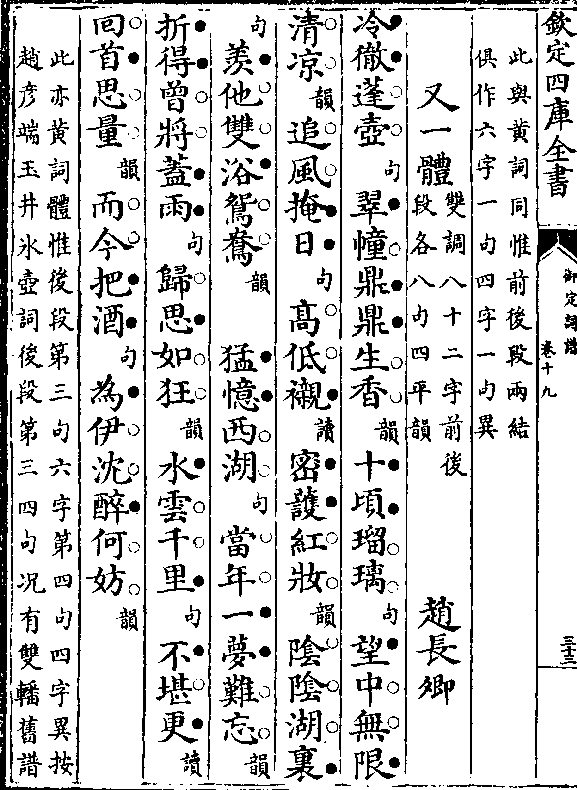 欽定四庫全書
御定詞譜
卷十九
三十三
此與黃詞同惟前後段兩結
俱作六字一句四字一句異
又一體
雙調八十二字前後
段各八句四平韻
趙長卿
冷徹蓬壺句翠幢鼎鼎生香韻十頃瑠璃句望中無限
清涼韻追風掩日句高低襯讀密護紅妝韻陰陰湖裏
句羨他雙浴鴛鴦韻猛憶西湖句當年一夢難忘韻
折得曾將蓋雨句歸思如狂韻水雲千里句不堪更讀
回首思量韻而今把酒句為伊沈醉何妨韻
此亦黃詞體惟後段第三句六字第四句四字異按
趙彥端玉井氷壺詞後段第三四句况有雙轓舊譜